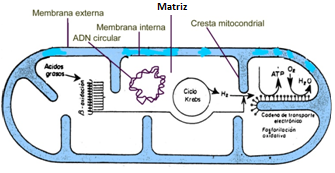 Matriz
Membrana externa
Membrana interna
Cresta mitocondrial
ADN circular
Ácidos
grasos
β-oxidación
Ciclo
Krebs
H₂
ATP
O₂
H₂O
Cadena de transporte
electrónico
Fosforilación
oxidativa